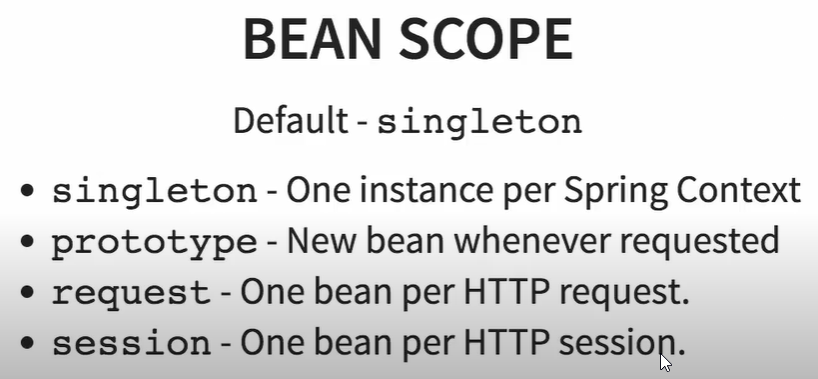 BEAN SCOPE
Default - singleton
• singleton - One instance per Spring Context
• prototype - New bean whenever requested
• request - One bean per HTTP request.
• session - One bean per HTTP session.